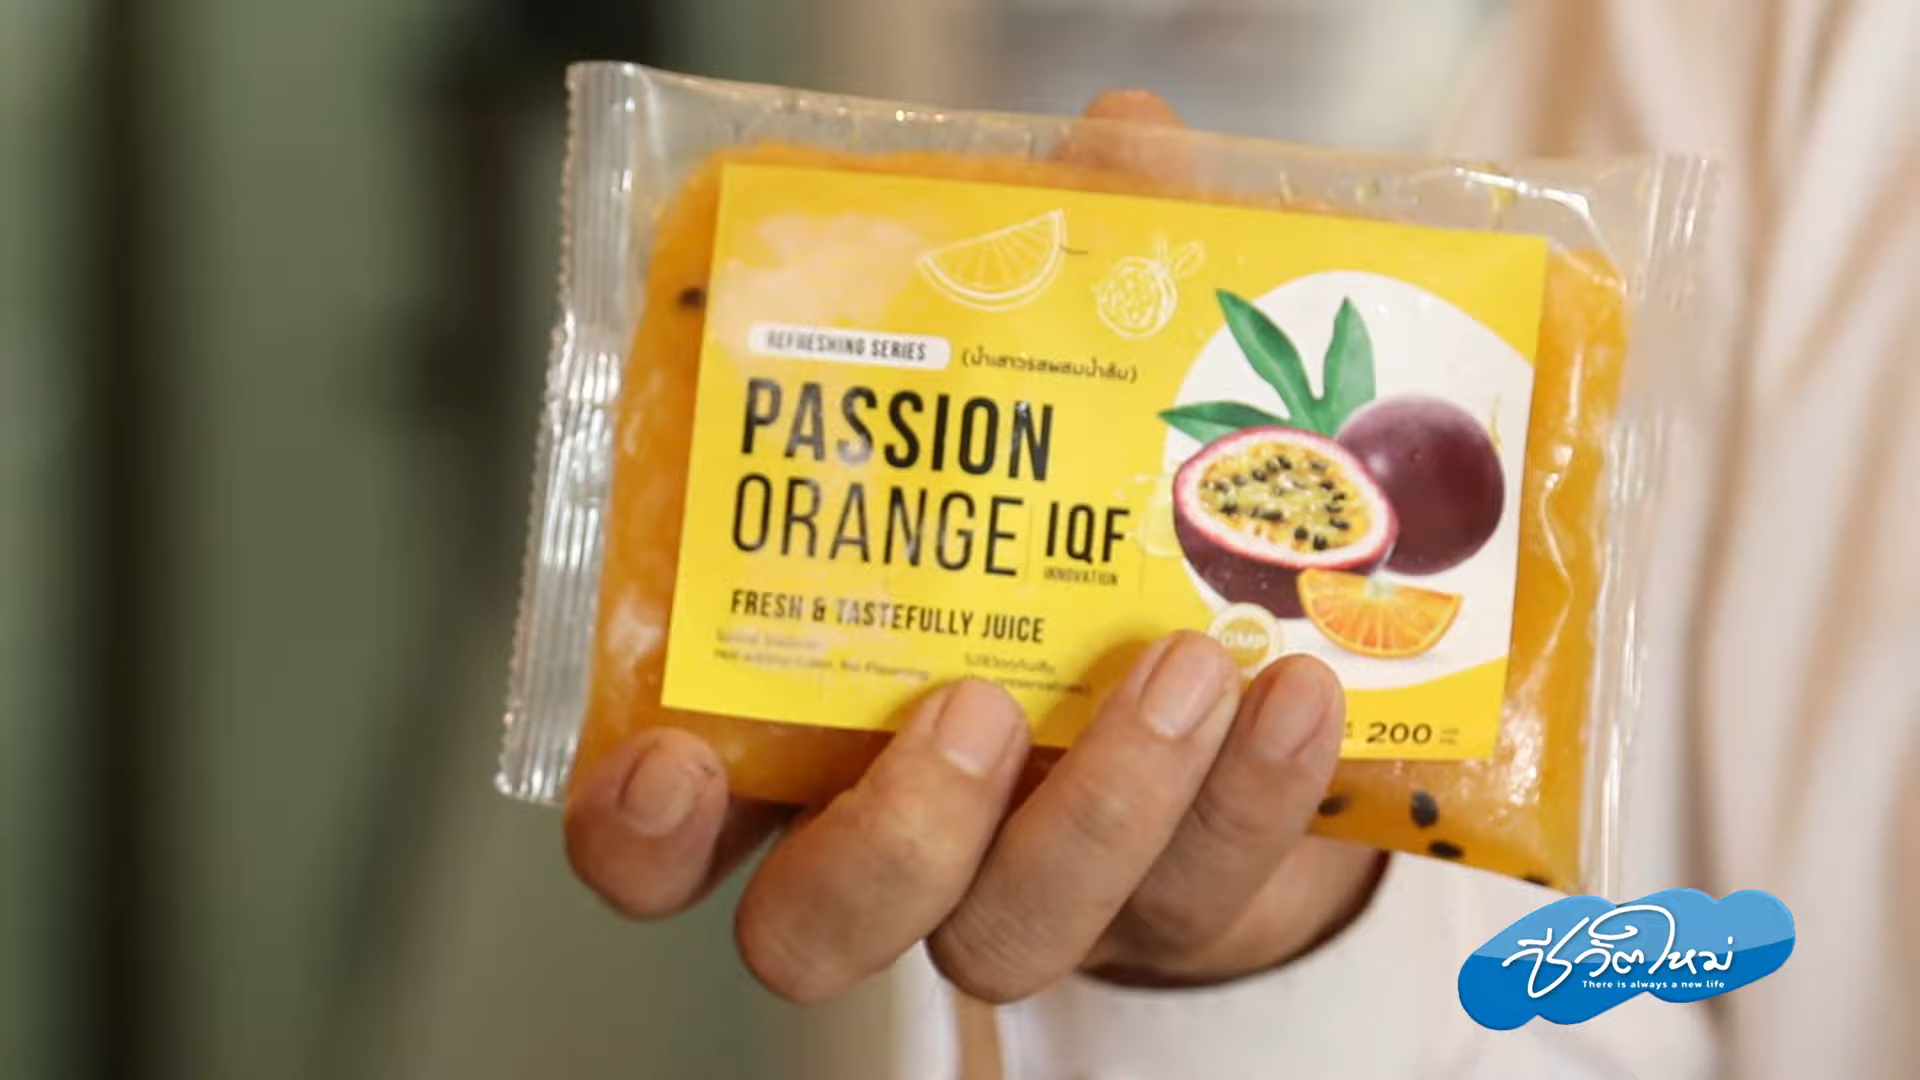 REFRESHING SERIES
(น้ำเสาวรสผสมน้ำส้ม)
PASSION
ORANGE
IQF
INNOVATION
FRESH & TASTEFULLY JUICE
GMP
200
ชีวิตใหม่
There is always a new life